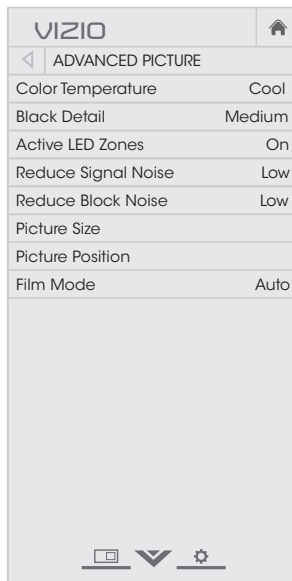 VIZIO
ADVANCED PICTURE
Color Temperature Cool
Black Detail Medium
Active LED Zones On
Reduce Signal Noise Low
Reduce Block Noise Low
Picture Size
Picture Position
Film Mode Auto